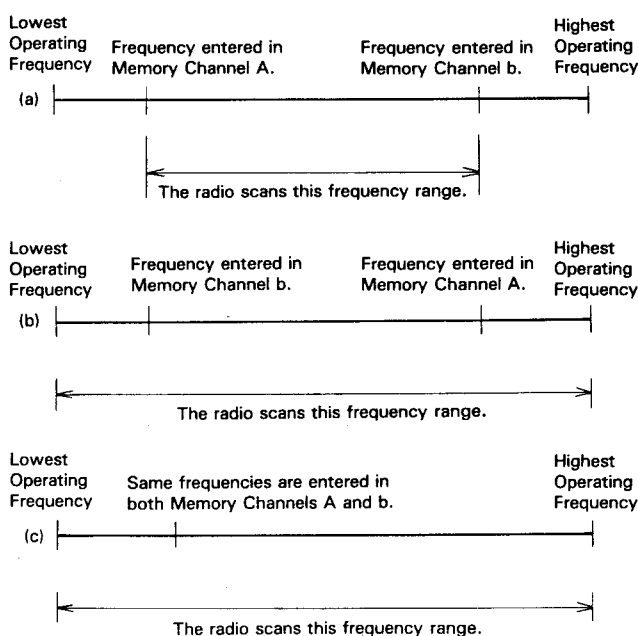 Lowest
Operating
Frequency
Frequency entered in
Memory Channel A.
Frequency entered in
Memory Channel b.
Highest
Operating
Frequency
(a)
The radio scans this frequency range.
Lowest
Operating
Frequency
Frequency entered in
Memory Channel b.
Frequency entered in
Memory Channel A.
Highest
Operating
Frequency
(b)
The radio scans this frequency range.
Lowest
Operating
Frequency
Same frequencies are entered in
both Memory Channels A and b.
Highest
Operating
Frequency
(c)
The radio scans this frequency range.